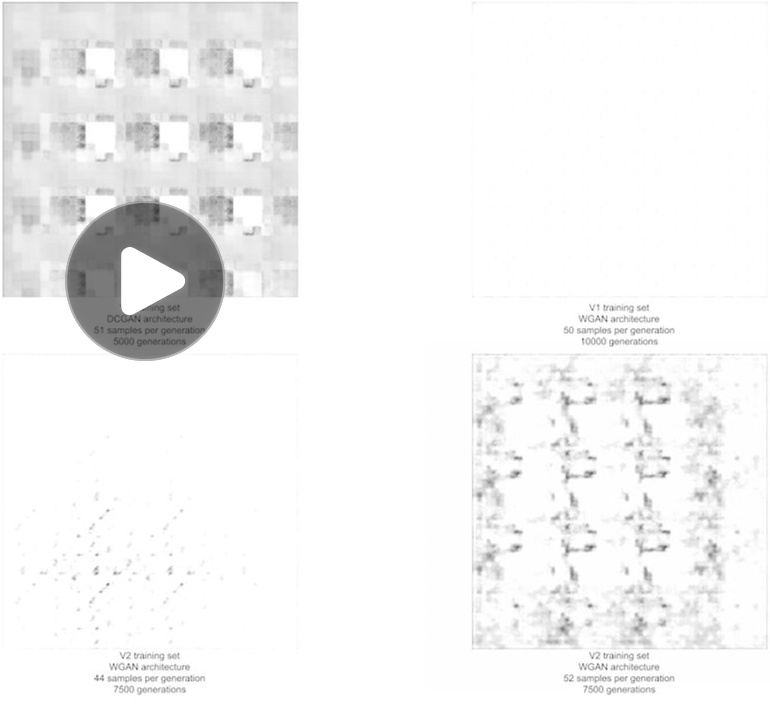 ning set
DCGAN architecture
51 samples per generation
5000 generations
V1 training set
WGAN architecture
50 samples per generation
10000 generations
V2 training set
WGAN architecture
44 samples per generation
7500 generations
V2 training set
WGAN architecture
52 samples per generation
7500 generations